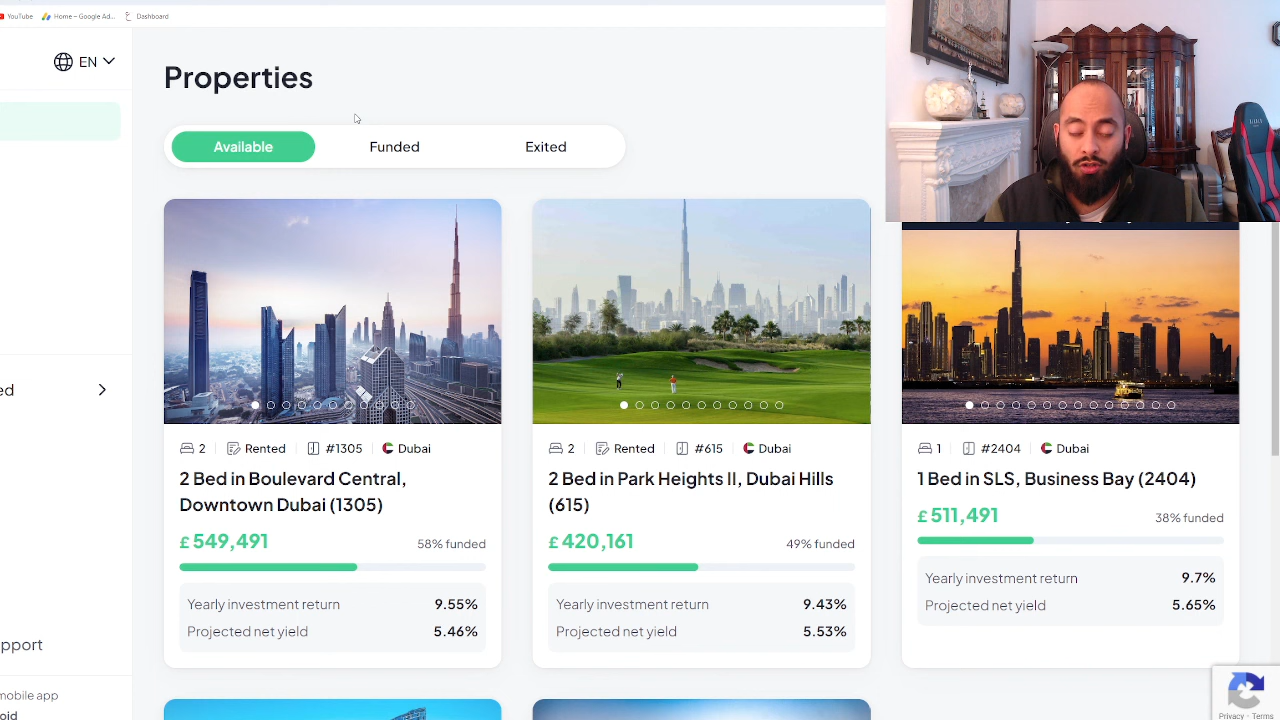 YouTube
Home – Google Ad...
Dashboard
EN
Properties
Available
Funded
Exited
2
Rented
#1305
Dubai
2 Bed in Boulevard Central,
Downtown Dubai (1305)
£ 549,491
58% funded
Yearly investment return
9.55%
Projected net yield
5.46%
2
Rented
#615
Dubai
2 Bed in Park Heights II, Dubai Hills
(615)
£ 420,161
49% funded
Yearly investment return
9.43%
Projected net yield
5.53%
1
#2404
Dubai
1 Bed in SLS, Business Bay (2404)
£ 511,491
38% funded
Yearly investment return
9.7%
Projected net yield
5.65%
ed
pport
mobile app
oid
Privacy - Terms